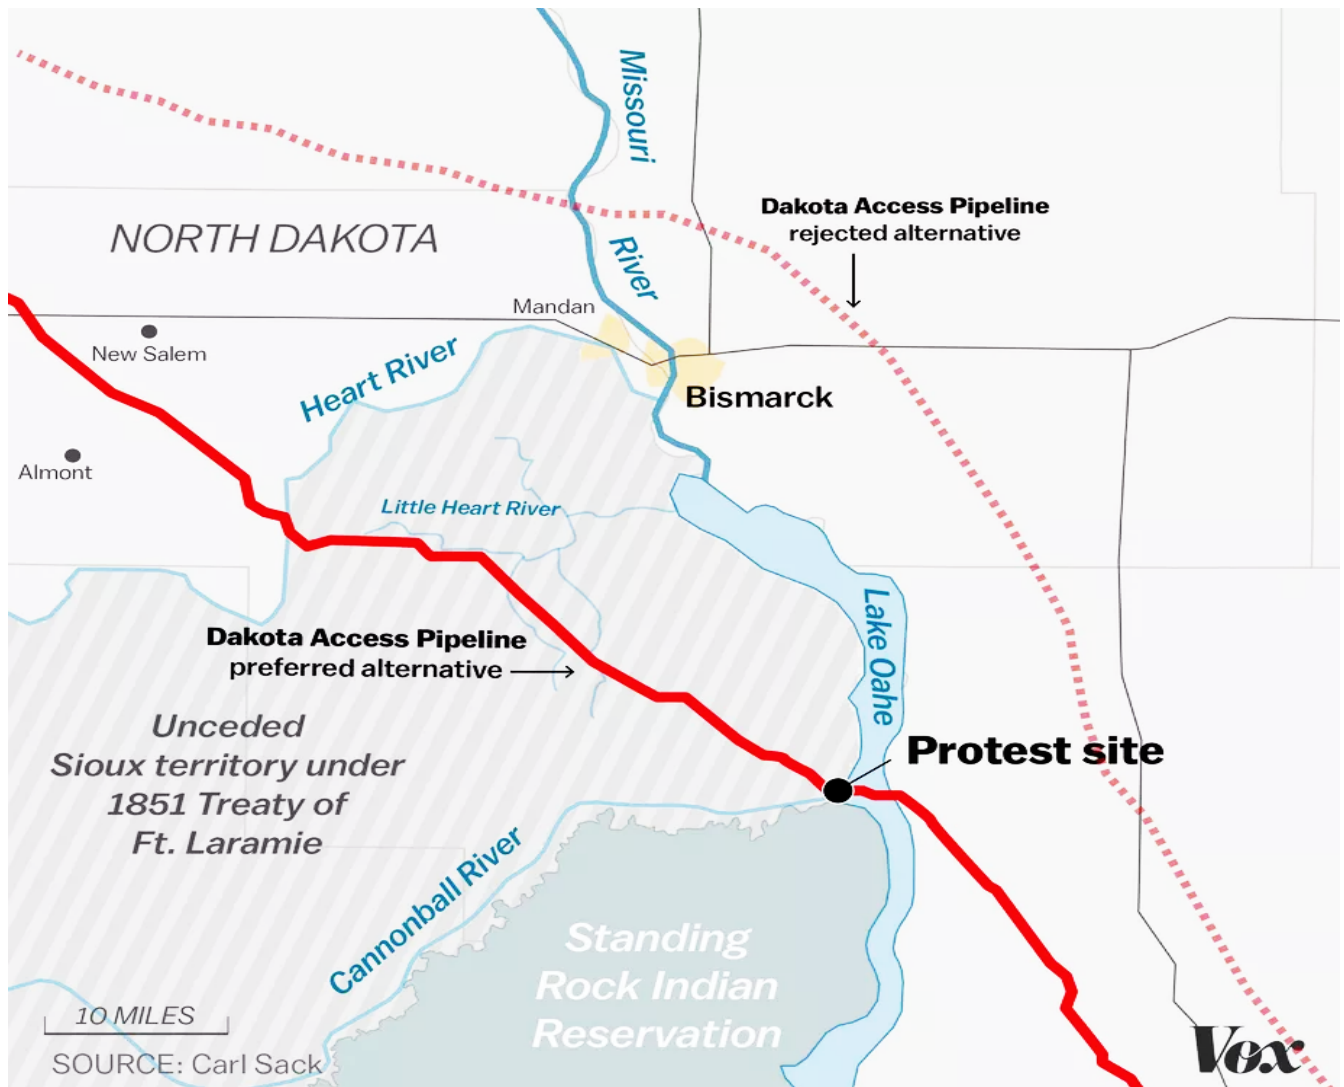 Missouri
River
Dakota Access Pipeline
rejected alternative
NORTH DAKOTA
Mandan
New Salem
Heart River
Bismarck
Almont
Little Heart River
Lake Oahe
Dakota Access Pipeline
preferred alternative
Unceded
Sioux territory under
1851 Treaty of
Ft. Laramie
Protest site
Cannonball River
Standing
Rock Indian
Reservation
10 MILES
SOURCE: Carl Sack
Vox